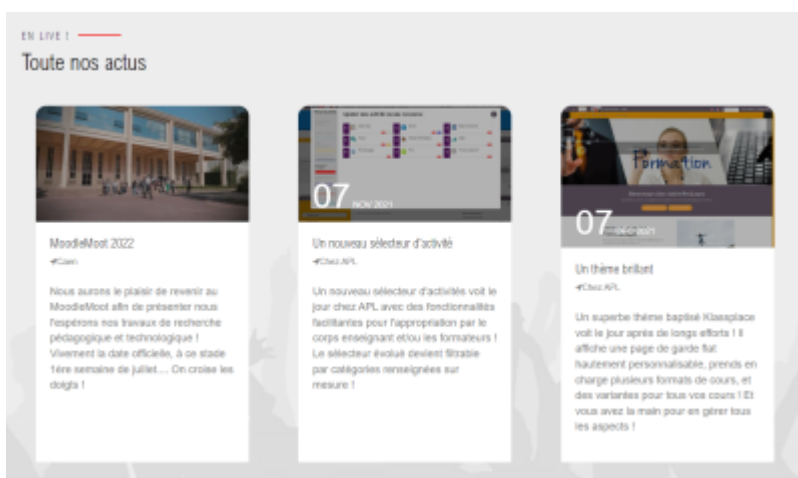 EN LIVE !
Toute nos actus
MoodleMoot 2022
Caen
Nous aurons le plaisir de revenir au
MoodleMoot afin de présenter nous
l'espérons nos travaux de recherche
pédagogique et technologique !
Vivement la date officielle, à ce stade
1ère semaine de juillet.... On croise les
doigts !
07 NOV 2021
Un nouveau sélecteur d'activité
Chez APL
Un nouveau sélecteur d'activités voit le
jour chez APL avec des fonctionnalités
facilitantes pour l'appropriation par le
corps enseignant et/ou les formateurs !
Le sélecteur évolué devient filtrable
par catégories renseignées sur
mesure !
Formation
07 DÉC 2021
Un thème brillant
Chez APL
Un superbe thème baptisé Klassplace
voit le jour après de longs efforts ! Il
affiche une page de garde flat
hautement personnalisable, prends en
charge plusieurs formats de cours, et
des variantes pour tous vos cours ! Et
vous avez la main pour en gérer tous
les aspects !